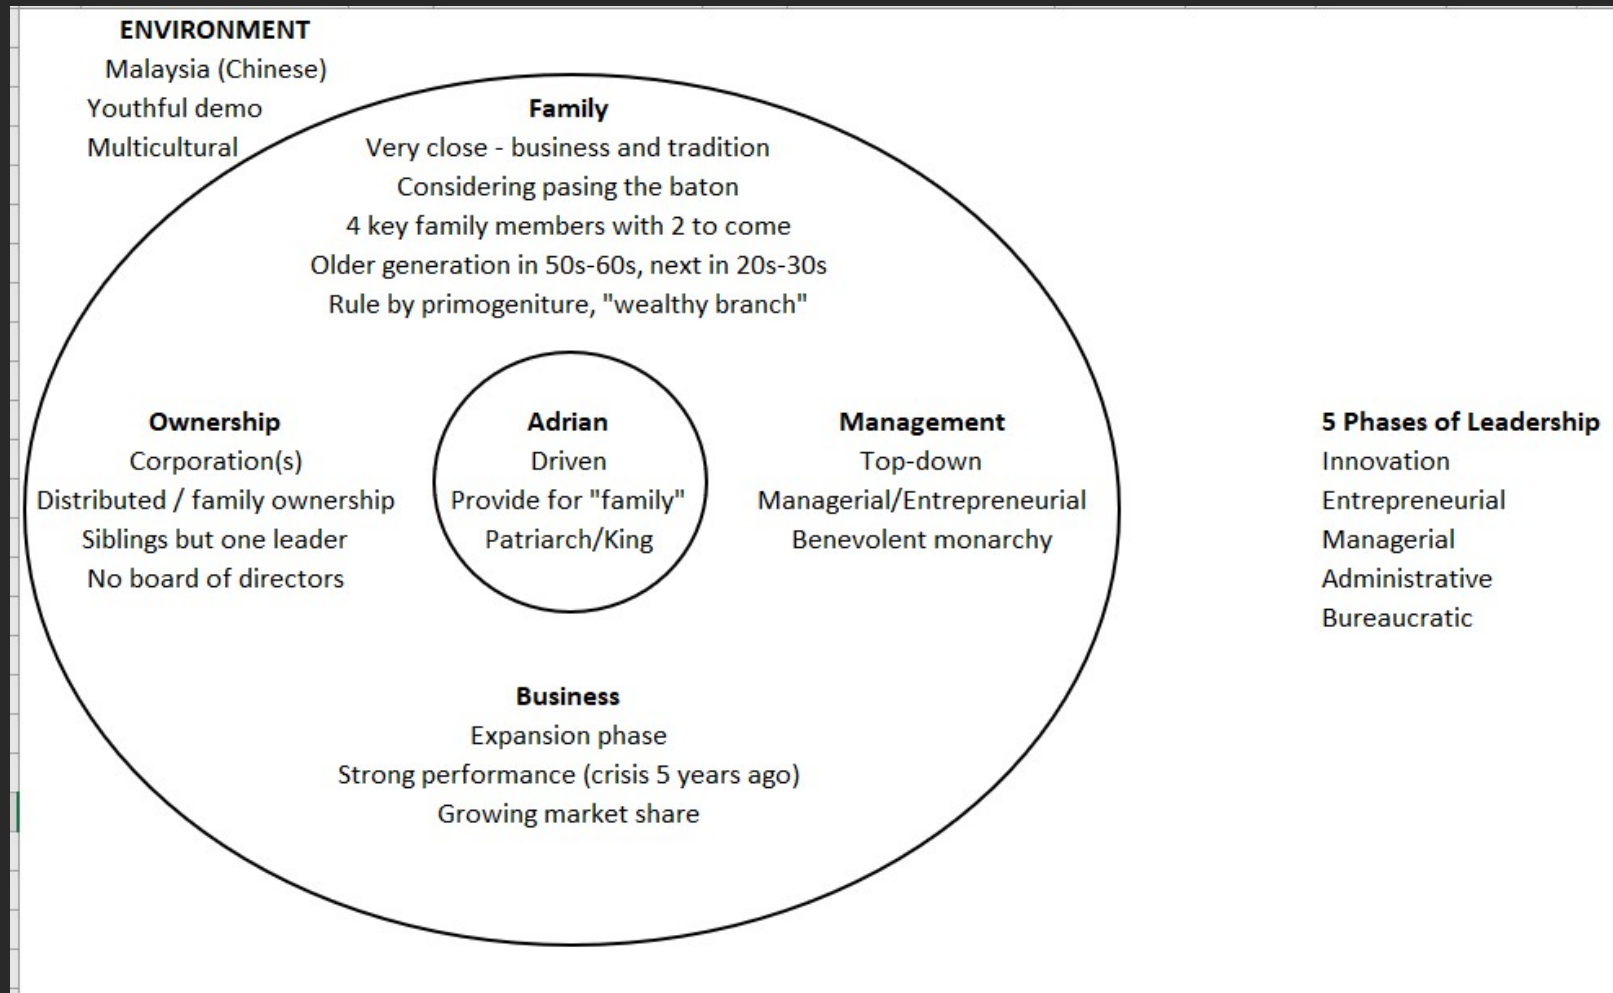 ENVIRONMENT
Malaysia (Chinese)
Youthful demo
Multicultural
Family
Very close - business and tradition
Considering pasing the baton
4 key family members with 2 to come
Older generation in 50s-60s, next in 20s-30s
Rule by primogeniture, "wealthy branch"
Ownership
Corporation(s)
Distributed / family ownership
Siblings but one leader
No board of directors
Adrian
Driven
Provide for "family"
Patriarch/King
Management
Top-down
Managerial/Entrepreneurial
Benevolent monarchy
Business
Expansion phase
Strong performance (crisis 5 years ago)
Growing market share
5 Phases of Leadership
Innovation
Entrepreneurial
Managerial
Administrative
Bureaucratic